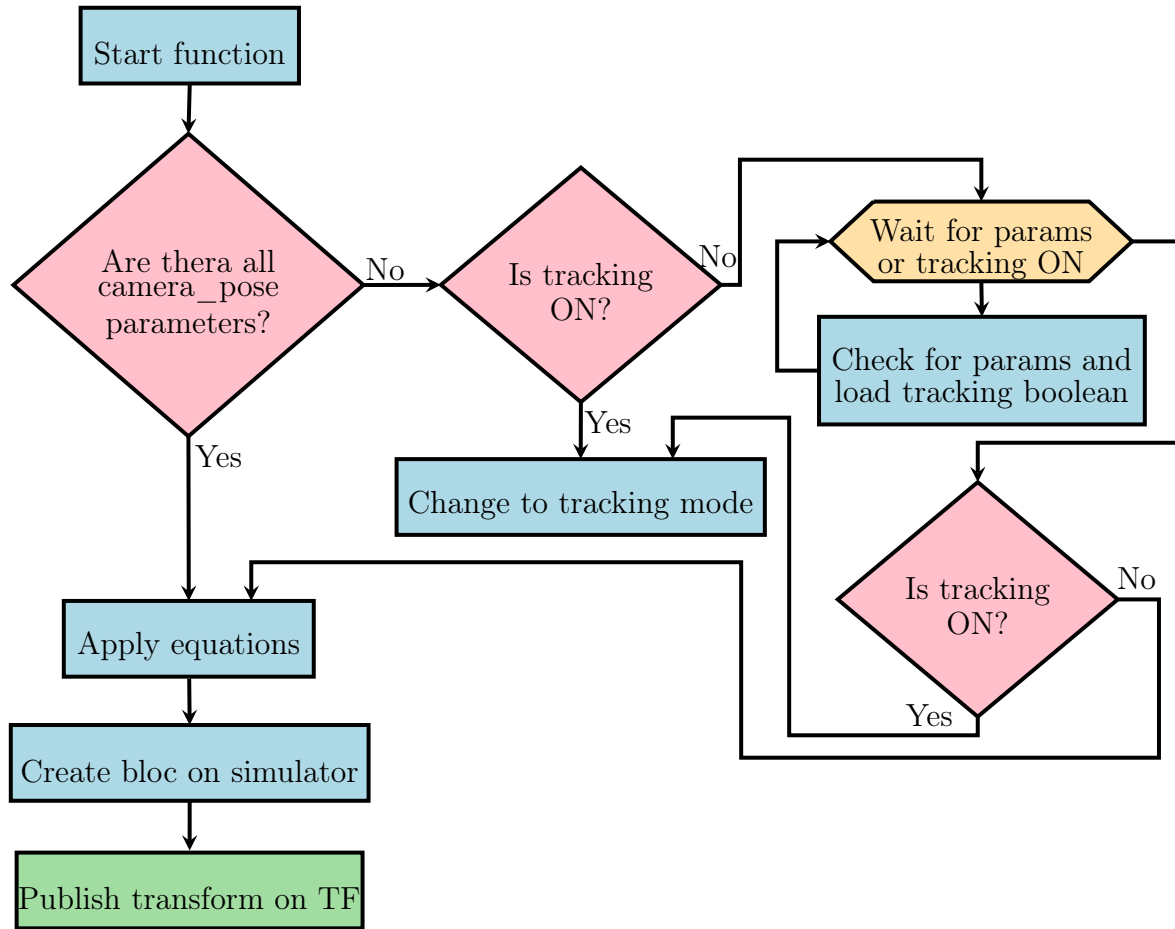 Start function
Are thera all
camera_pose
parameters?
No
Is tracking
ON?
No
Wait for params
or tracking ON
Check for params and
load tracking boolean
Yes
Yes
Change to tracking mode
Is tracking
ON?
No
Yes
Apply equations
Create bloc on simulator
Publish transform on TF